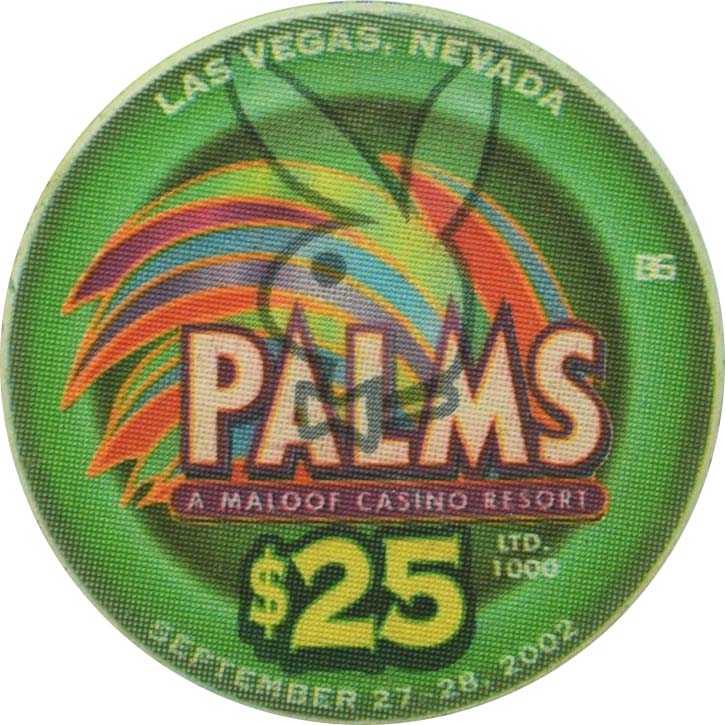 LAS VEGAS, NEVADA
BG
PALMS
A MALOOF CASINO RESORT
$25
LTD.
1000
SEPTEMBER 27-28, 2002